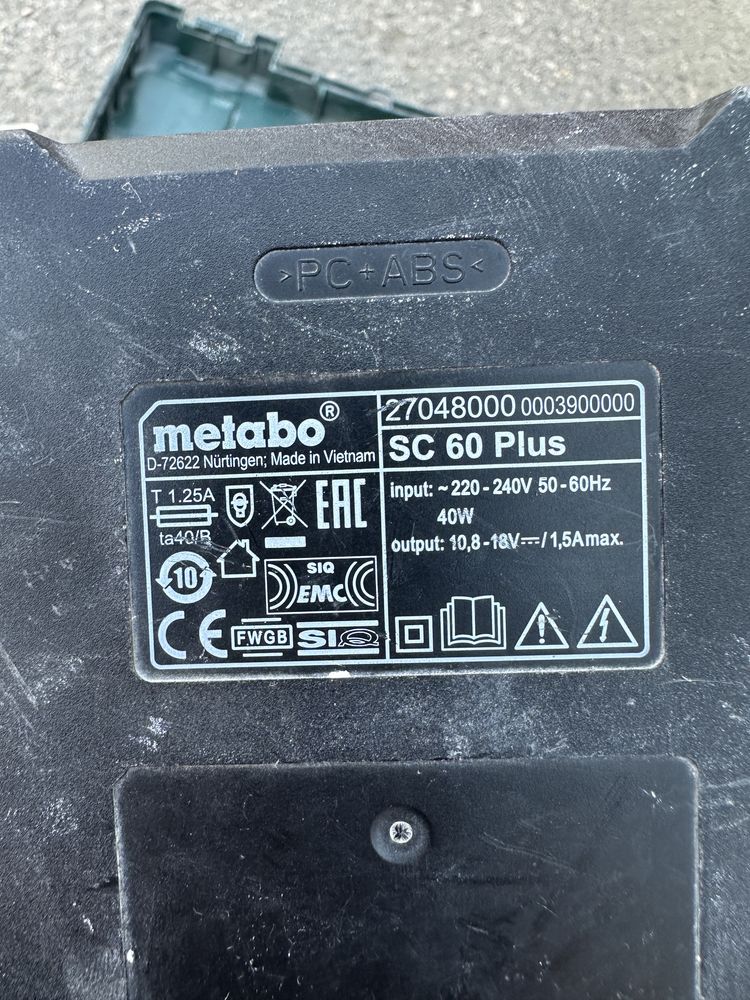 >PC+ABS<
metabo®
D-72622 Nürtingen; Made in Vietnam
27048000 0003900000
SC 60 Plus
T 1.25A
ta40/B
EAC
input: ~ 220 - 240V 50 - 60Hz
40W
output: 10,8-18V⎓/1,5Amax.
10
SIQ
EMC
CE
FWGB
SIQ